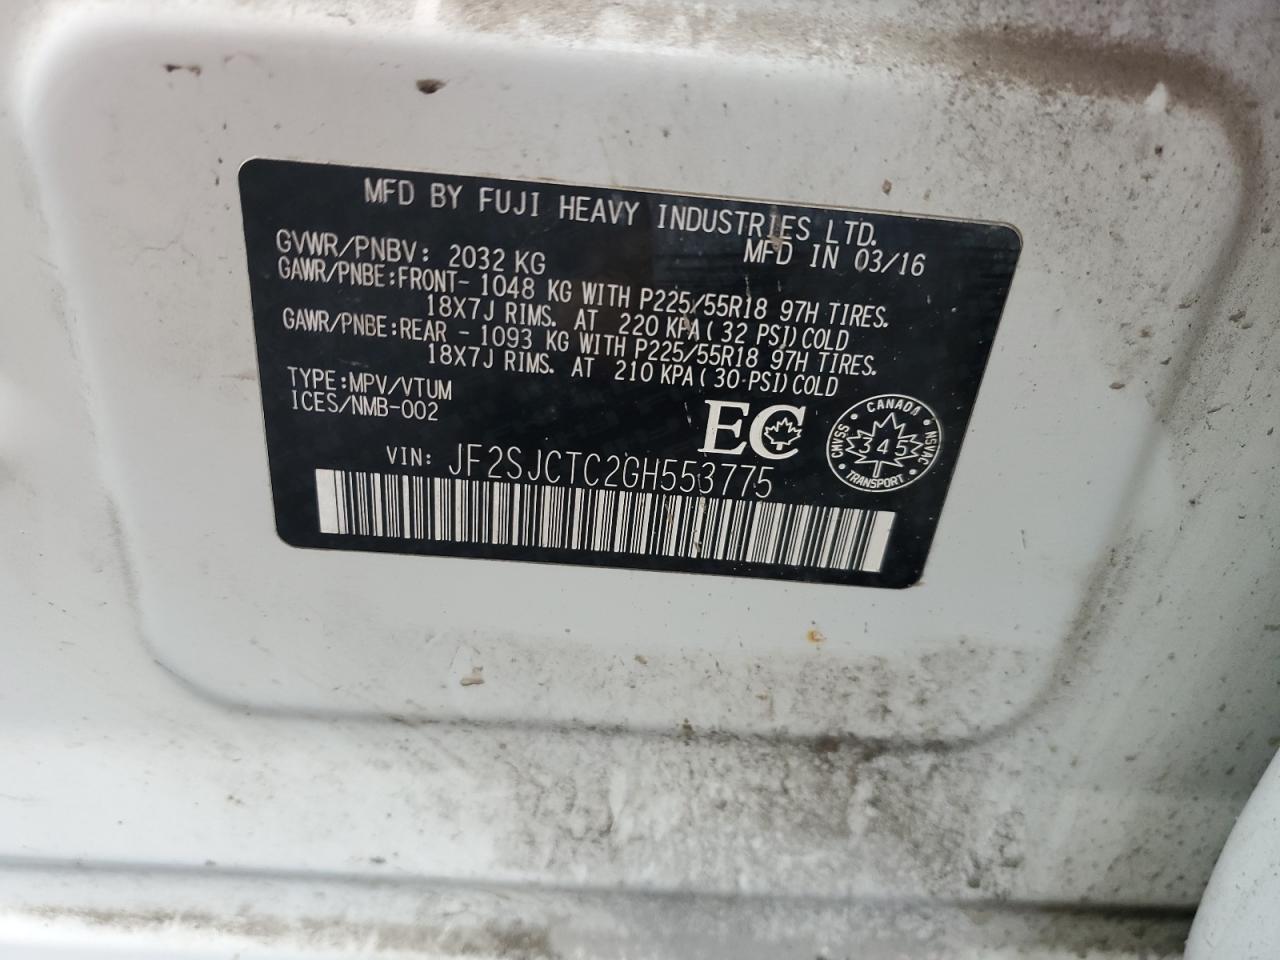 MFD BY FUJI HEAVY INDUSTRIES LTD.
GVWR/PNBV: 2032 KG MFD IN 03/16
GAWR/PNBE:FRONT- 1048 KG WITH P225/55R18 97H TIRES.
18X7J RIMS. AT 220 KPA(32 PSI)COLD
GAWR/PNBE:REAR - 1093 KG WITH P225/55R18 97H TIRES.
18X7J RIMS. AT 210 KPA(30 PSI)COLD
TYPE:MPV/VTUM
ICES/NMB-002
EC
CANADA
CMVSS 345 NSVAC
TRANSPORT
VIN: JF2SJCTC2GH553775